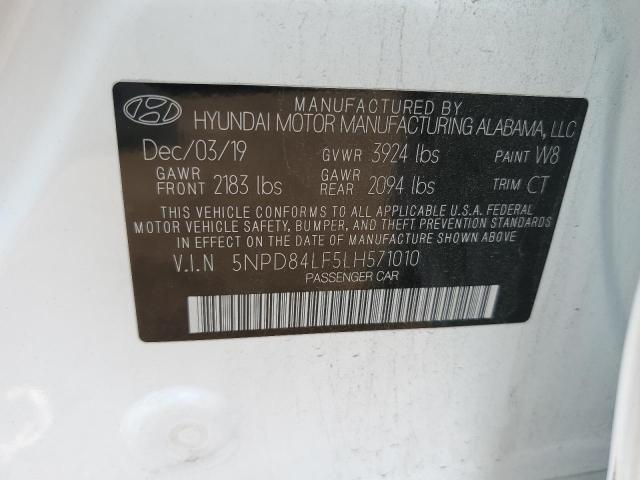 MANUFACTURED BY
HYUNDAI MOTOR MANUFACTURING ALABAMA, LLC
Dec/03/19 GVWR 3924 lbs PAINT W8
GAWR FRONT 2183 lbs GAWR REAR 2094 lbs TRIM CT
THIS VEHICLE CONFORMS TO ALL APPLICABLE U.S.A. FEDERAL
MOTOR VEHICLE SAFETY, BUMPER, AND THEFT PREVENTION STANDARDS
IN EFFECT ON THE DATE OF MANUFACTURE SHOWN ABOVE
V.I.N 5NPD84LF5LH571010
PASSENGER CAR